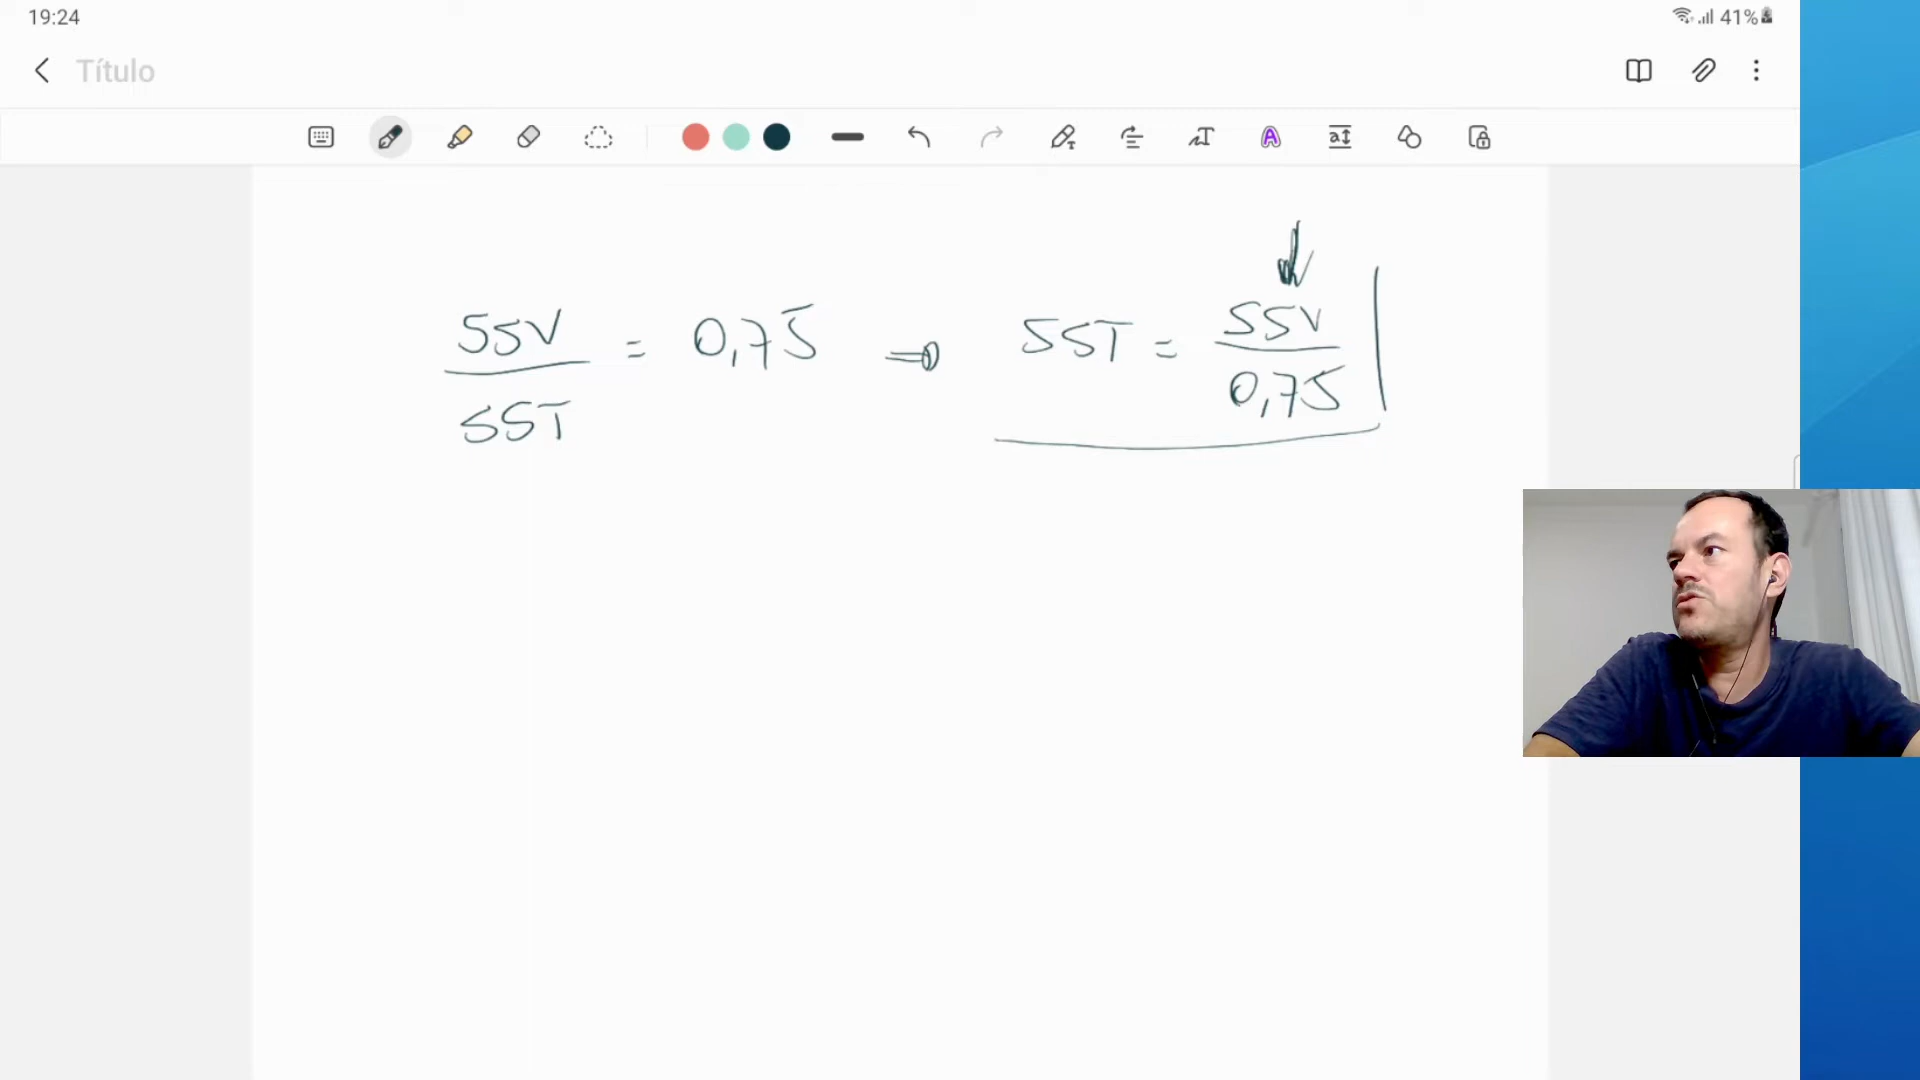 19:24
41%
Título
SSV / SST = 0,75 ⇒ SST = SSV / 0,75